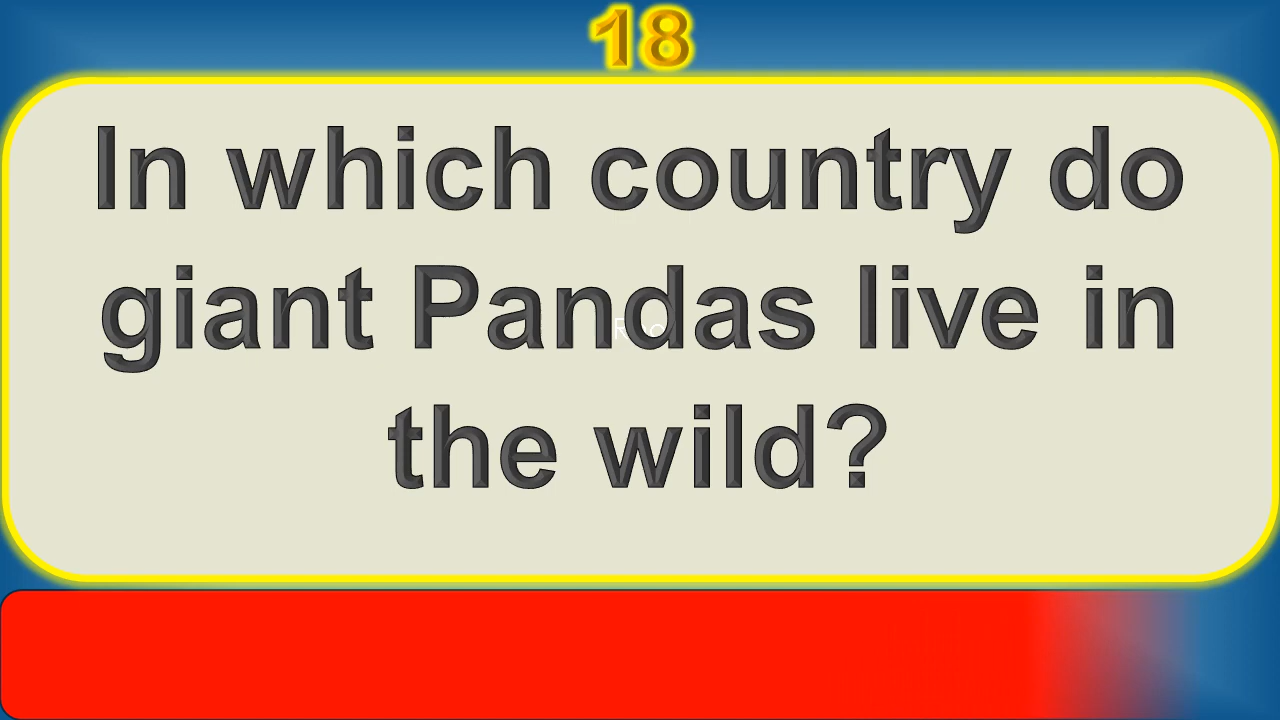 18
In which country do
giant Pandas live in
the wild?